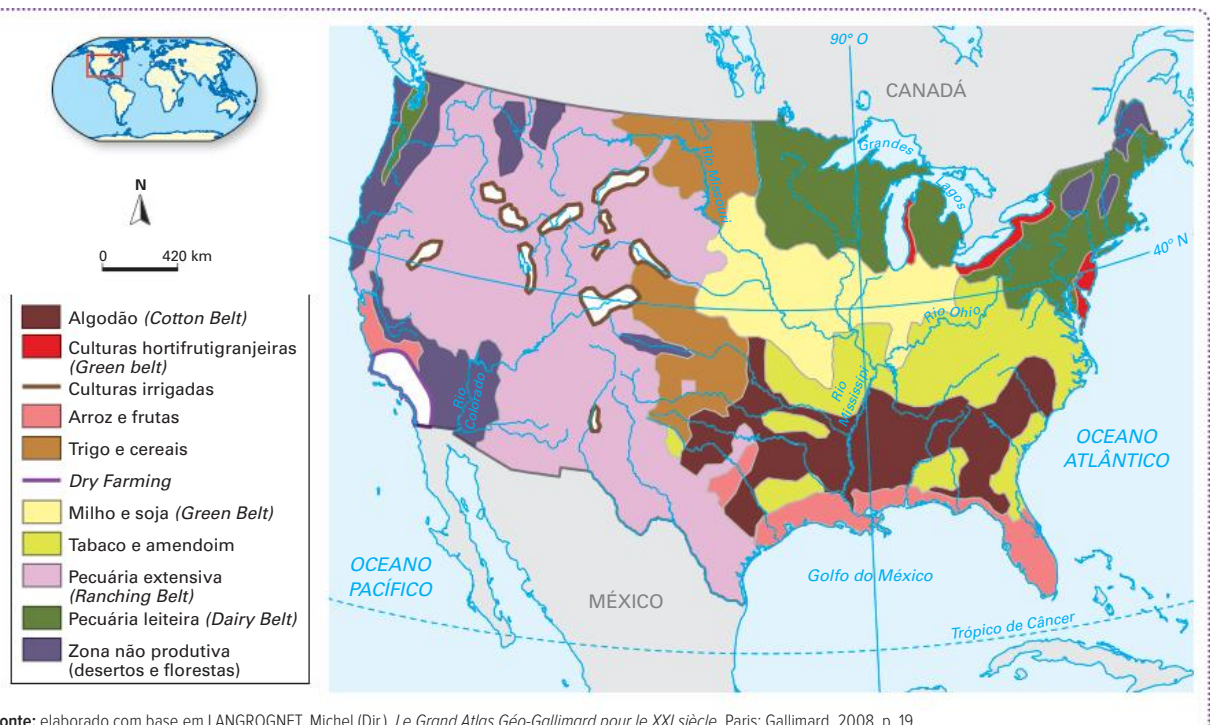 N
0 420 km
Algodão (Cotton Belt)
Culturas hortifrutigranjeiras
(Green belt)
Culturas irrigadas
Arroz e frutas
Trigo e cereais
Dry Farming
Milho e soja (Green Belt)
Tabaco e amendoim
Pecuária extensiva
(Ranching Belt)
Pecuária leiteira (Dairy Belt)
Zona não produtiva
(desertos e florestas)
90° O
CANADÁ
Grandes
Lagos
Rio Missouri
40° N
Rio Ohio
Rio
Mississípi
Rio
Colorado
OCEANO
ATLÂNTICO
OCEANO
PACÍFICO
Golfo do México
MÉXICO
Trópico de Câncer
onte: elaborado com base em LANGROGNET, Michel (Dir.). Le Grand Atlas Géo-Gallimard pour le XXI siècle. Paris: Gallimard, 2008. p. 19.